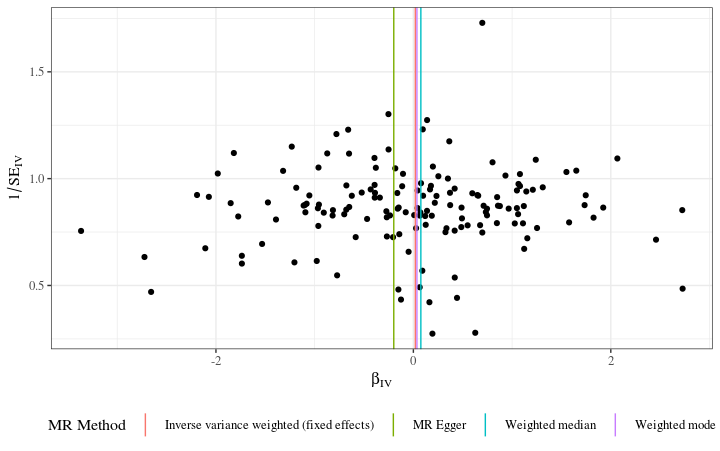 1.5
1.0
0.5
1/SE_IV
-2
0
2
β_IV
MR Method Inverse variance weighted (fixed effects) MR Egger Weighted median Weighted mode